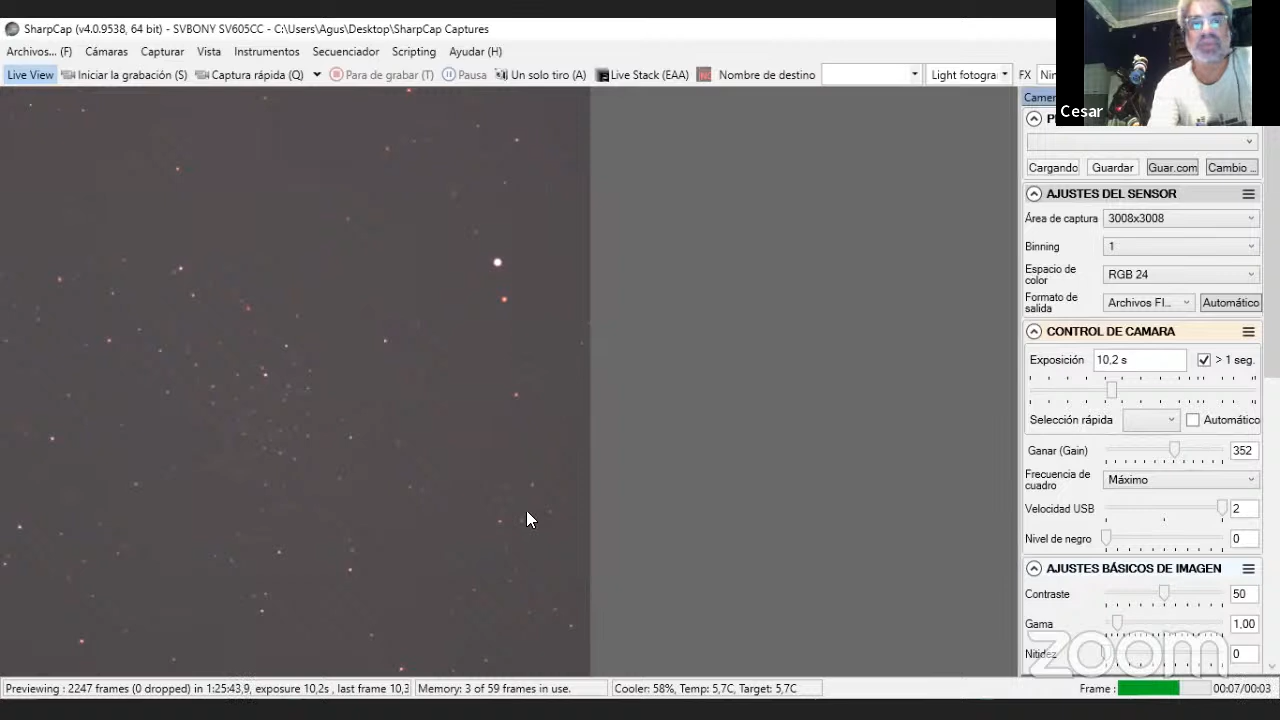 SharpCap (v4.0.9538, 64 bit) - SVBONY SV605CC - C:\Users\Agus\Desktop\SharpCap Captures
Archivos... (F) Cámaras Capturar Vista Instrumentos Secuenciador Scripting Ayudar (H)
Live View Iniciar la grabación (S) Captura rápida (Q) Para de grabar (T) Pausa Un solo tiro (A) Live Stack (EAA) Nombre de destino Light fotogra FX Nin
Cesar
Camer
Cargando Guardar Guar.com Cambio ...
AJUSTES DEL SENSOR
Área de captura 3008x3008
Binning 1
Espacio de color RGB 24
Formato de salida Archivos FI... Automático
CONTROL DE CAMARA
Exposición 10,2 s > 1 seg.
Selección rápida Automático
Ganar (Gain) 352
Frecuencia de cuadro Máximo
Velocidad USB 2
Nivel de negro 0
AJUSTES BÁSICOS DE IMAGEN
Contraste 50
Gama 1,00
Nitidez 0
zoom
Previewing : 2247 frames (0 dropped) in 1:25:43,9, exposure 10,2s , last frame 10,3 Memory: 3 of 59 frames in use. Cooler: 58%, Temp: 5,7C, Target: 5,7C Frame : 00:07/00:03